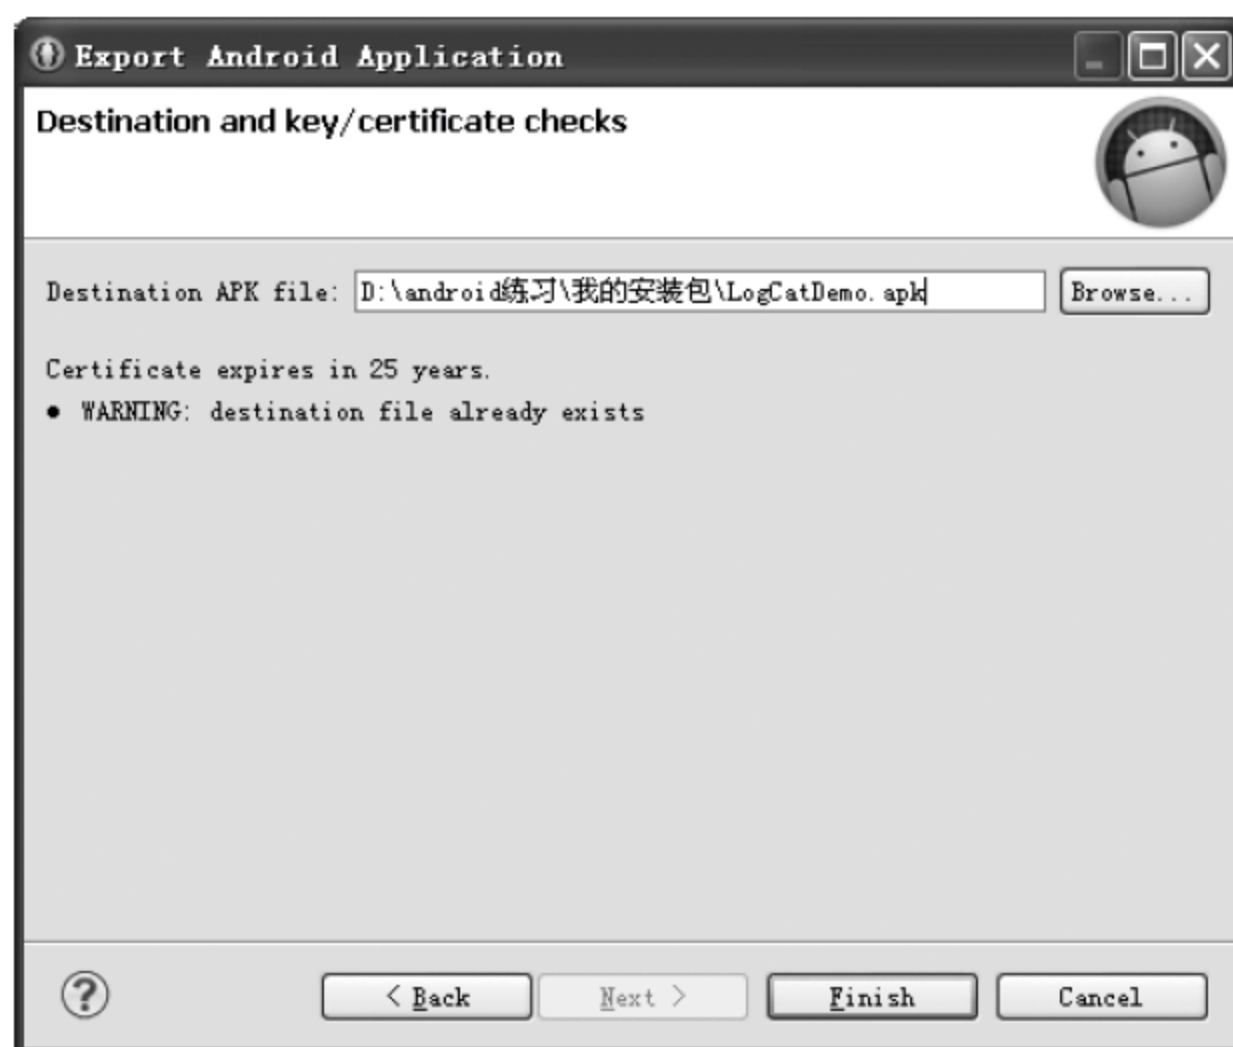 Export Android Application
Destination and key/certificate checks
Destination APK file: D:\android练习\我的安装包\LogCatDemo.apk Browse...
Certificate expires in 25 years.
• WARNING: destination file already exists
? < Back Next > Finish Cancel